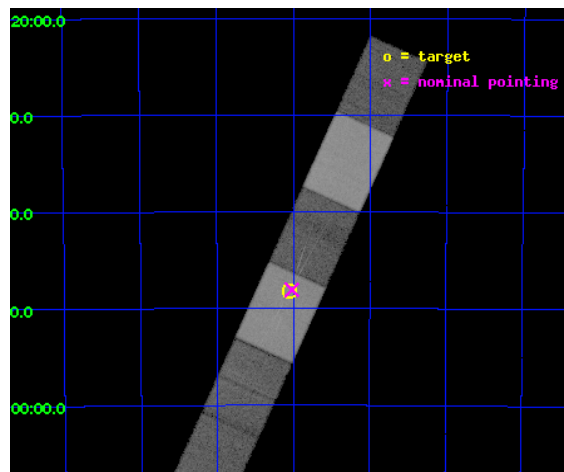 20:00.0
o = target
x = nominal pointing
0.0
0.0
0.0
00:00.0